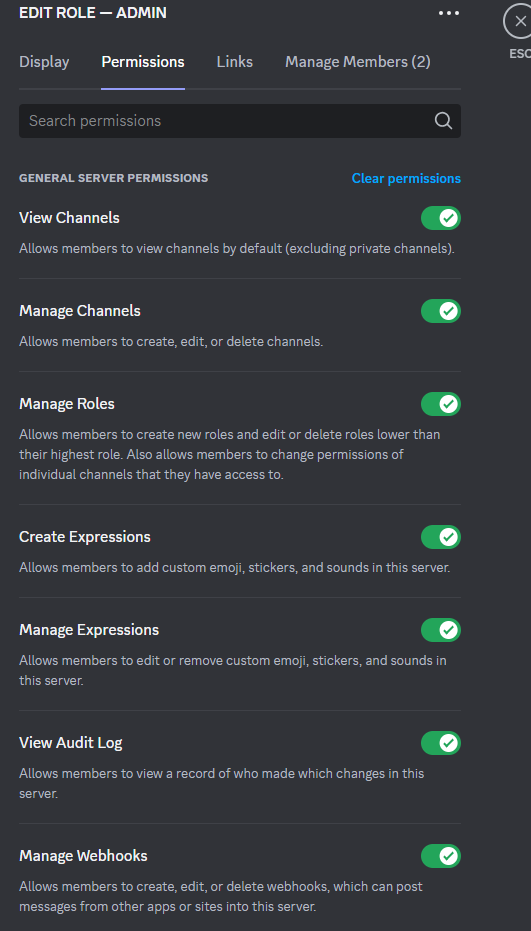 EDIT ROLE — ADMIN
Display Permissions Links Manage Members (2)
ESC
Search permissions
GENERAL SERVER PERMISSIONS Clear permissions
View Channels
Allows members to view channels by default (excluding private channels).
Manage Channels
Allows members to create, edit, or delete channels.
Manage Roles
Allows members to create new roles and edit or delete roles lower than
their highest role. Also allows members to change permissions of
individual channels that they have access to.
Create Expressions
Allows members to add custom emoji, stickers, and sounds in this server.
Manage Expressions
Allows members to edit or remove custom emoji, stickers, and sounds in
this server.
View Audit Log
Allows members to view a record of who made which changes in this
server.
Manage Webhooks
Allows members to create, edit, or delete webhooks, which can post
messages from other apps or sites into this server.